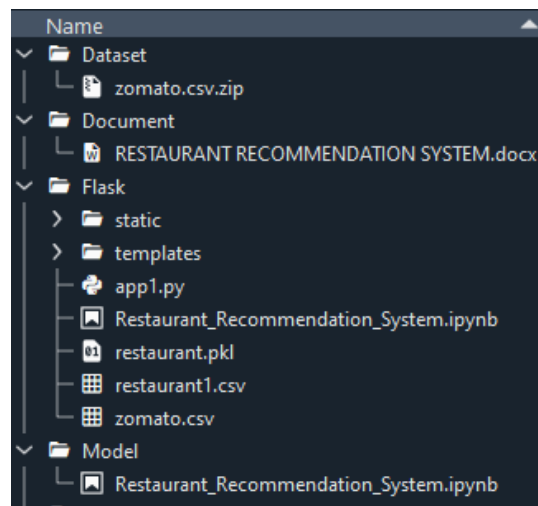 Name
Dataset
zomato.csv.zip
Document
RESTAURANT RECOMMENDATION SYSTEM.docx
Flask
static
templates
app1.py
Restaurant_Recommendation_System.ipynb
restaurant.pkl
restaurant1.csv
zomato.csv
Model
Restaurant_Recommendation_System.ipynb